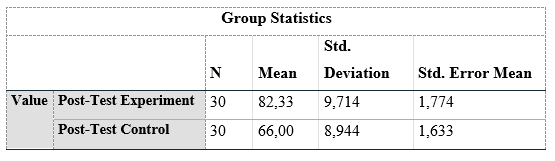 Group Statistics
N Mean Std. Deviation Std. Error Mean
Value Post-Test Experiment 30 82,33 9,714 1,774
Post-Test Control 30 66,00 8,944 1,633